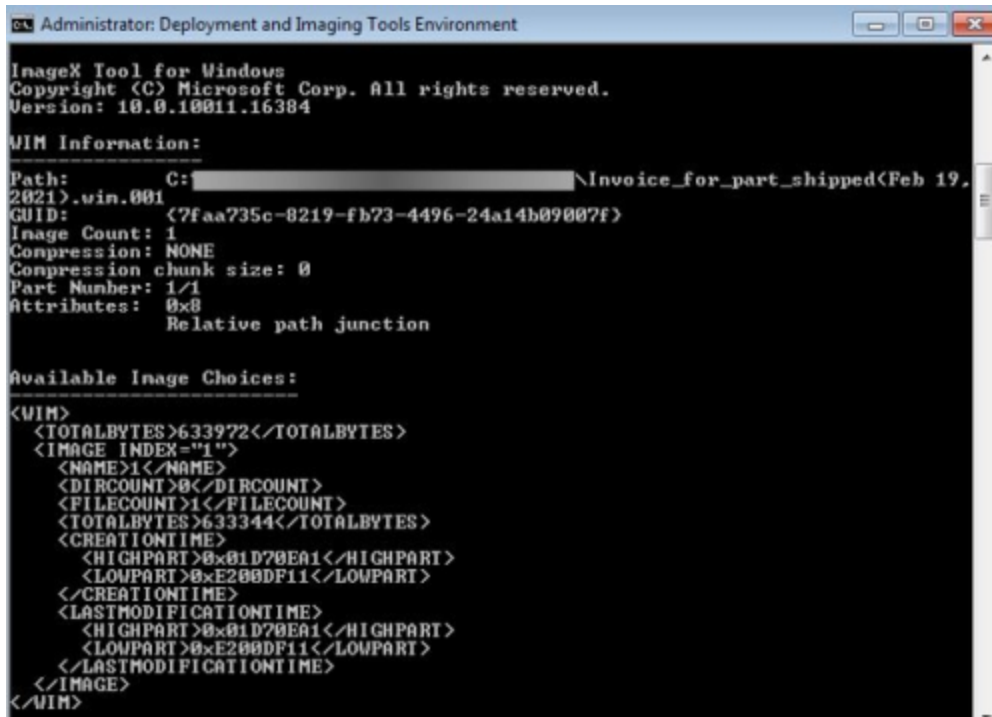 Administrator: Deployment and Imaging Tools Environment
ImageX Tool for Windows
Copyright (C) Microsoft Corp. All rights reserved.
Version: 10.0.10011.16384
WIM Information:
Path: C:\ \Invoice_for_part_shipped(Feb 19,
2021).wim.001
GUID: {7faa735c-8219-fb73-4496-24a14b09007f}
Image Count: 1
Compression: NONE
Compression chunk size: 0
Part Number: 1/1
Attributes: 0x8
Relative path junction
Available Image Choices:
<WIM>
<TOTALBYTES>633972</TOTALBYTES>
<IMAGE INDEX="1">
<NAME>1</NAME>
<DIRCOUNT>0</DIRCOUNT>
<FILECOUNT>1</FILECOUNT>
<TOTALBYTES>633344</TOTALBYTES>
<CREATIONTIME>
<HIGHPART>0x01D70EA1</HIGHPART>
<LOWPART>0xE200DF11</LOWPART>
</CREATIONTIME>
<LASTMODIFICATIONTIME>
<HIGHPART>0x01D70EA1</HIGHPART>
<LOWPART>0xE200DF11</LOWPART>
</LASTMODIFICATIONTIME>
</IMAGE>
</WIM>